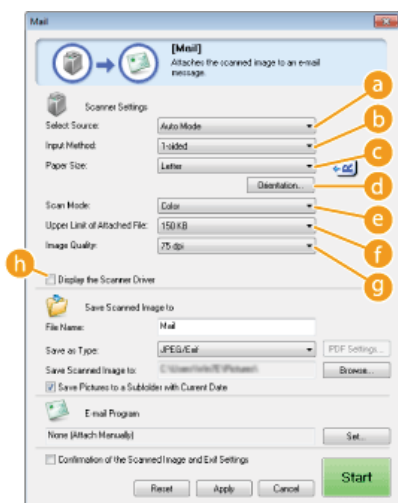 Mail
[Mail]
Attaches the scanned image to an e-mail
message.
a
Scanner Settings
Select Source: Auto Mode
b
Input Method: 1-sided
c
Paper Size: Letter
R
Orientation... d
Scan Mode: Color e
Upper Limit of Attached File: 150 KB f
Image Quality: 75 dpi g
h
Display the Scanner Driver
Save Scanned Image to
File Name: Mail
Save as Type: JPEG/Exif PDF Settings...
Save Scanned Image to: Browse...
Save Pictures to a Subfolder with Current Date
E-mail Program
None (Attach Manually) Set...
Confirmation of the Scanned Image and Exif Settings
Reset Apply Cancel Start